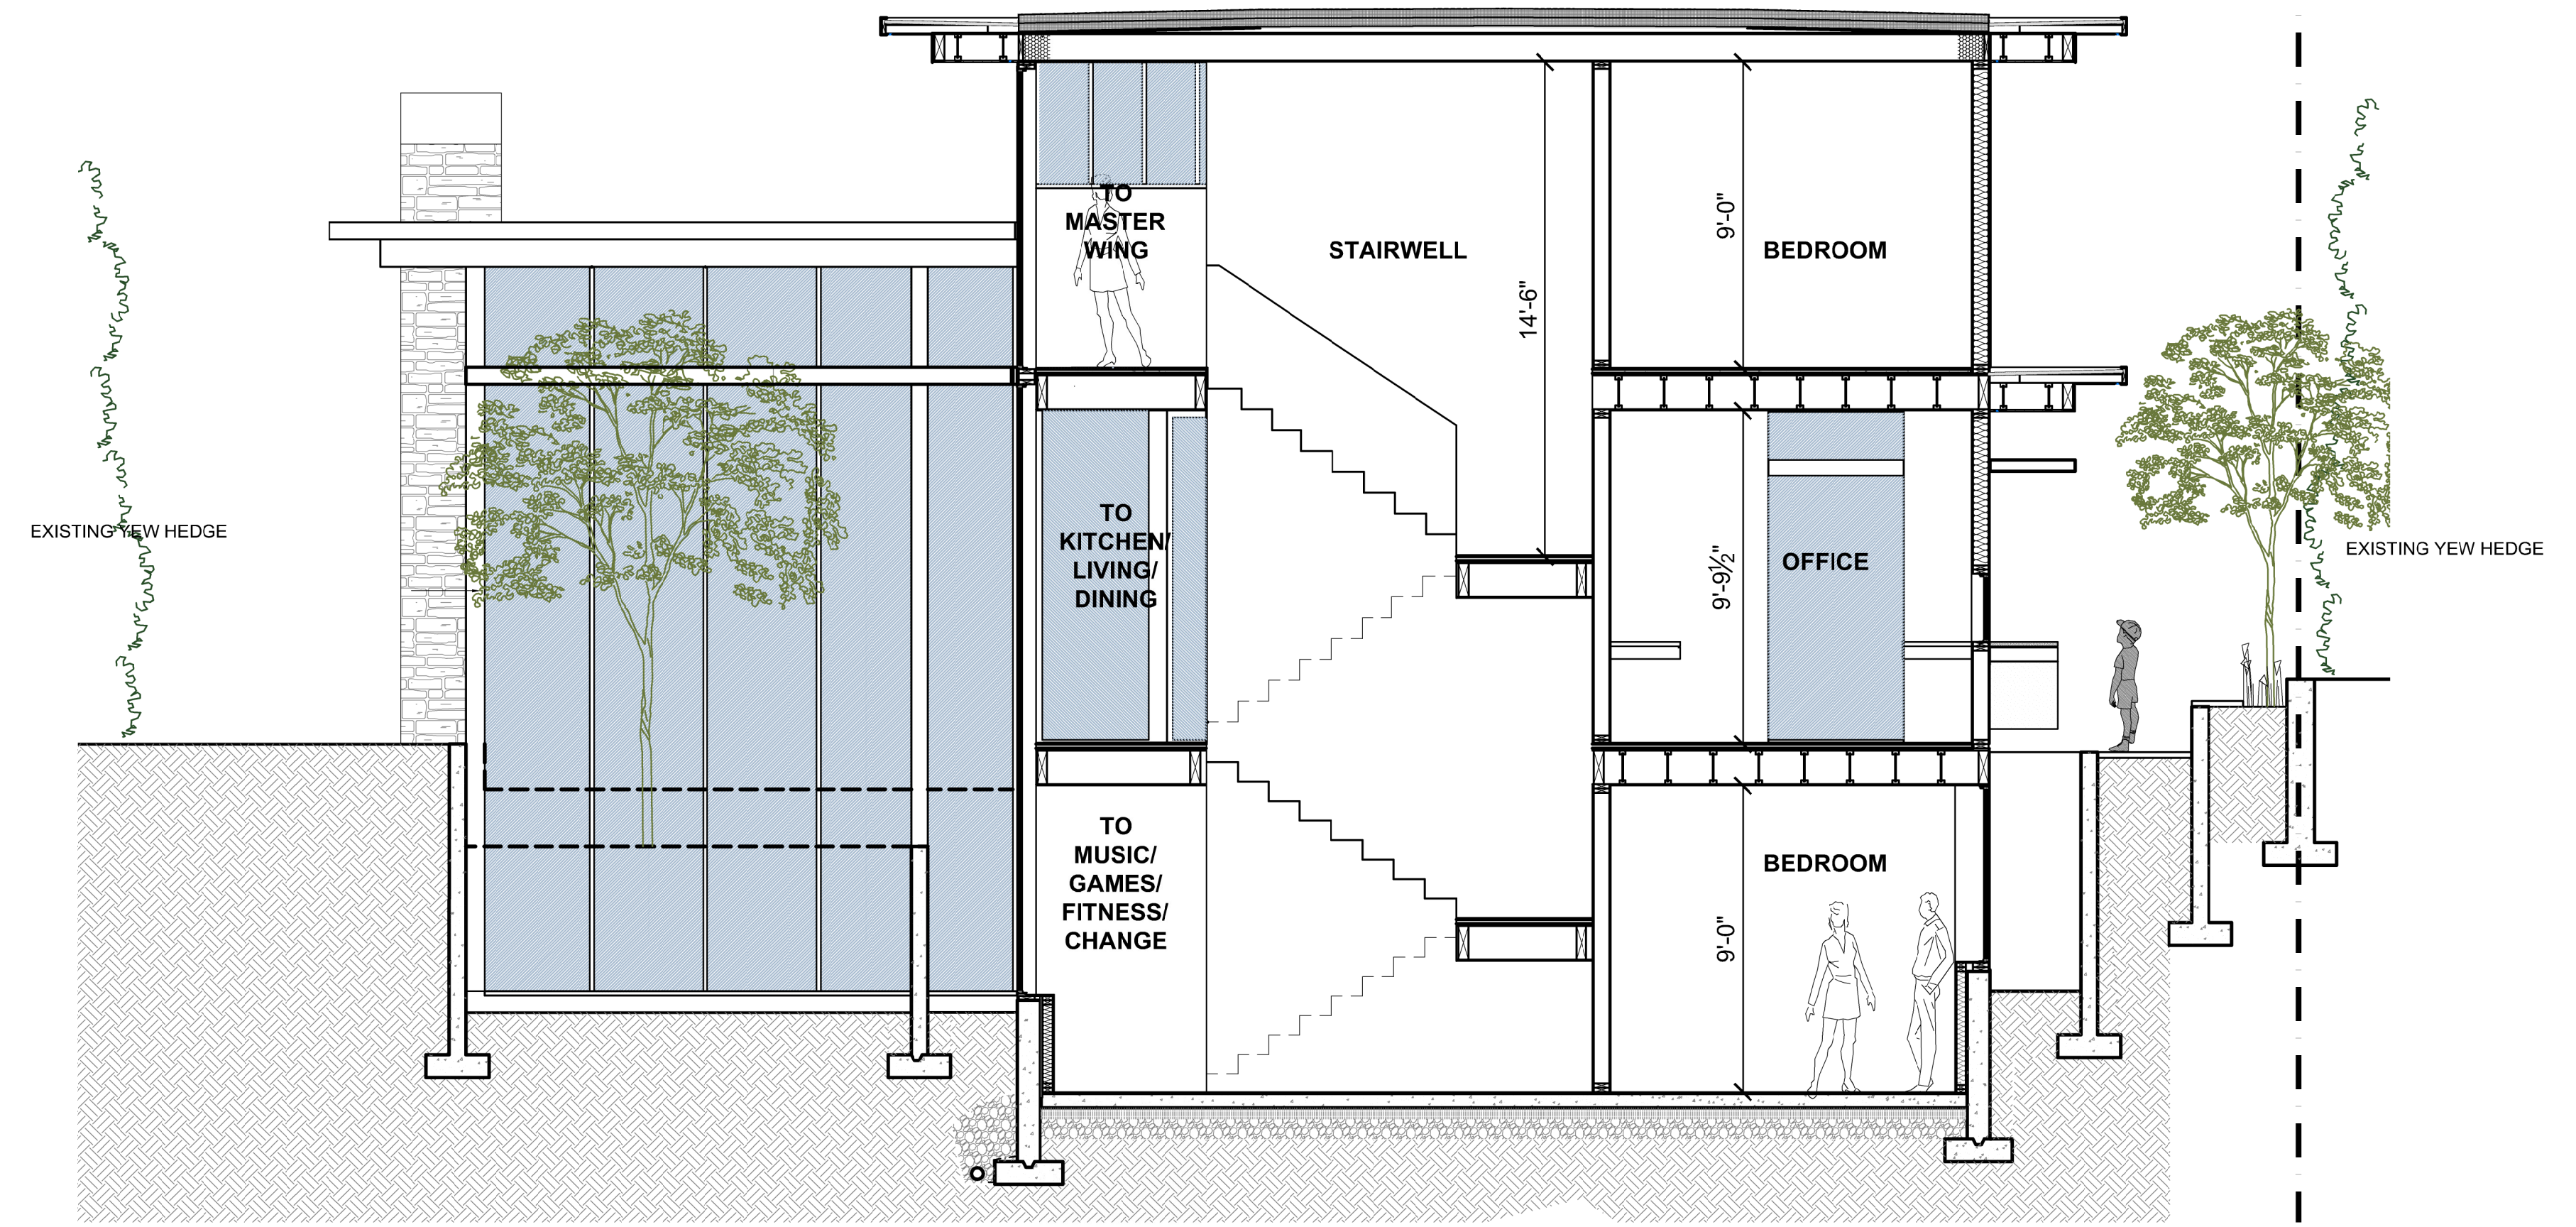 TO
MASTER
WING
STAIRWELL
14'-6"
9'-0"
BEDROOM
EXISTING YEW HEDGE
TO
KITCHEN/
LIVING/
DINING
9'-9½"
OFFICE
EXISTING YEW HEDGE
TO
MUSIC/
GAMES/
FITNESS/
CHANGE
9'-0"
BEDROOM